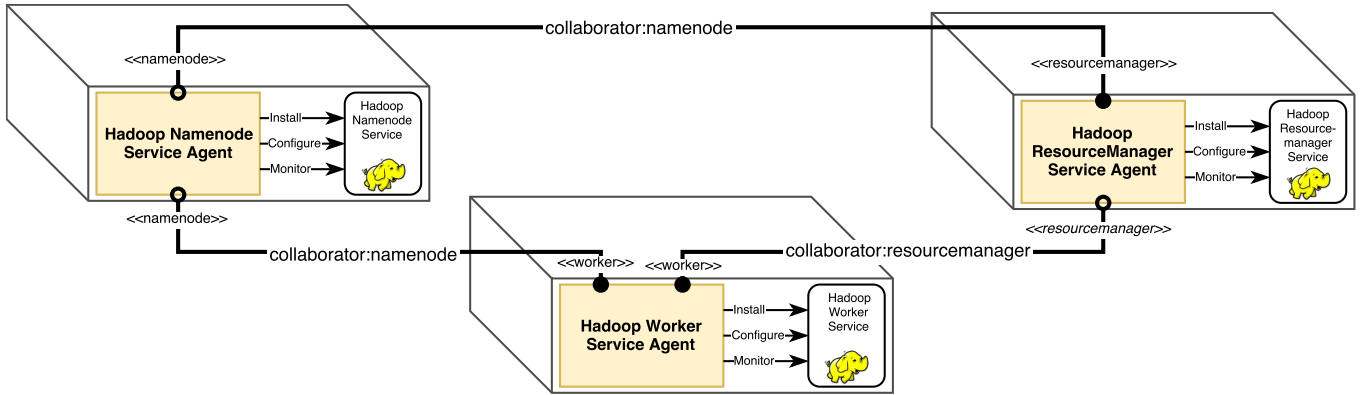 collaborator:namenode
<<namenode>>
<<resourcemanager>>
Hadoop Namenode
Service Agent
Install
Configure
Monitor
Hadoop
Namenode
Service
Hadoop
ResourceManager
Service Agent
Install
Configure
Monitor
Hadoop
Resource-
manager
Service
<<namenode>>
<<resourcemanager>>
collaborator:namenode
collaborator:resourcemanager
<<worker>>
<<worker>>
Hadoop Worker
Service Agent
Install
Configure
Monitor
Hadoop
Worker
Service